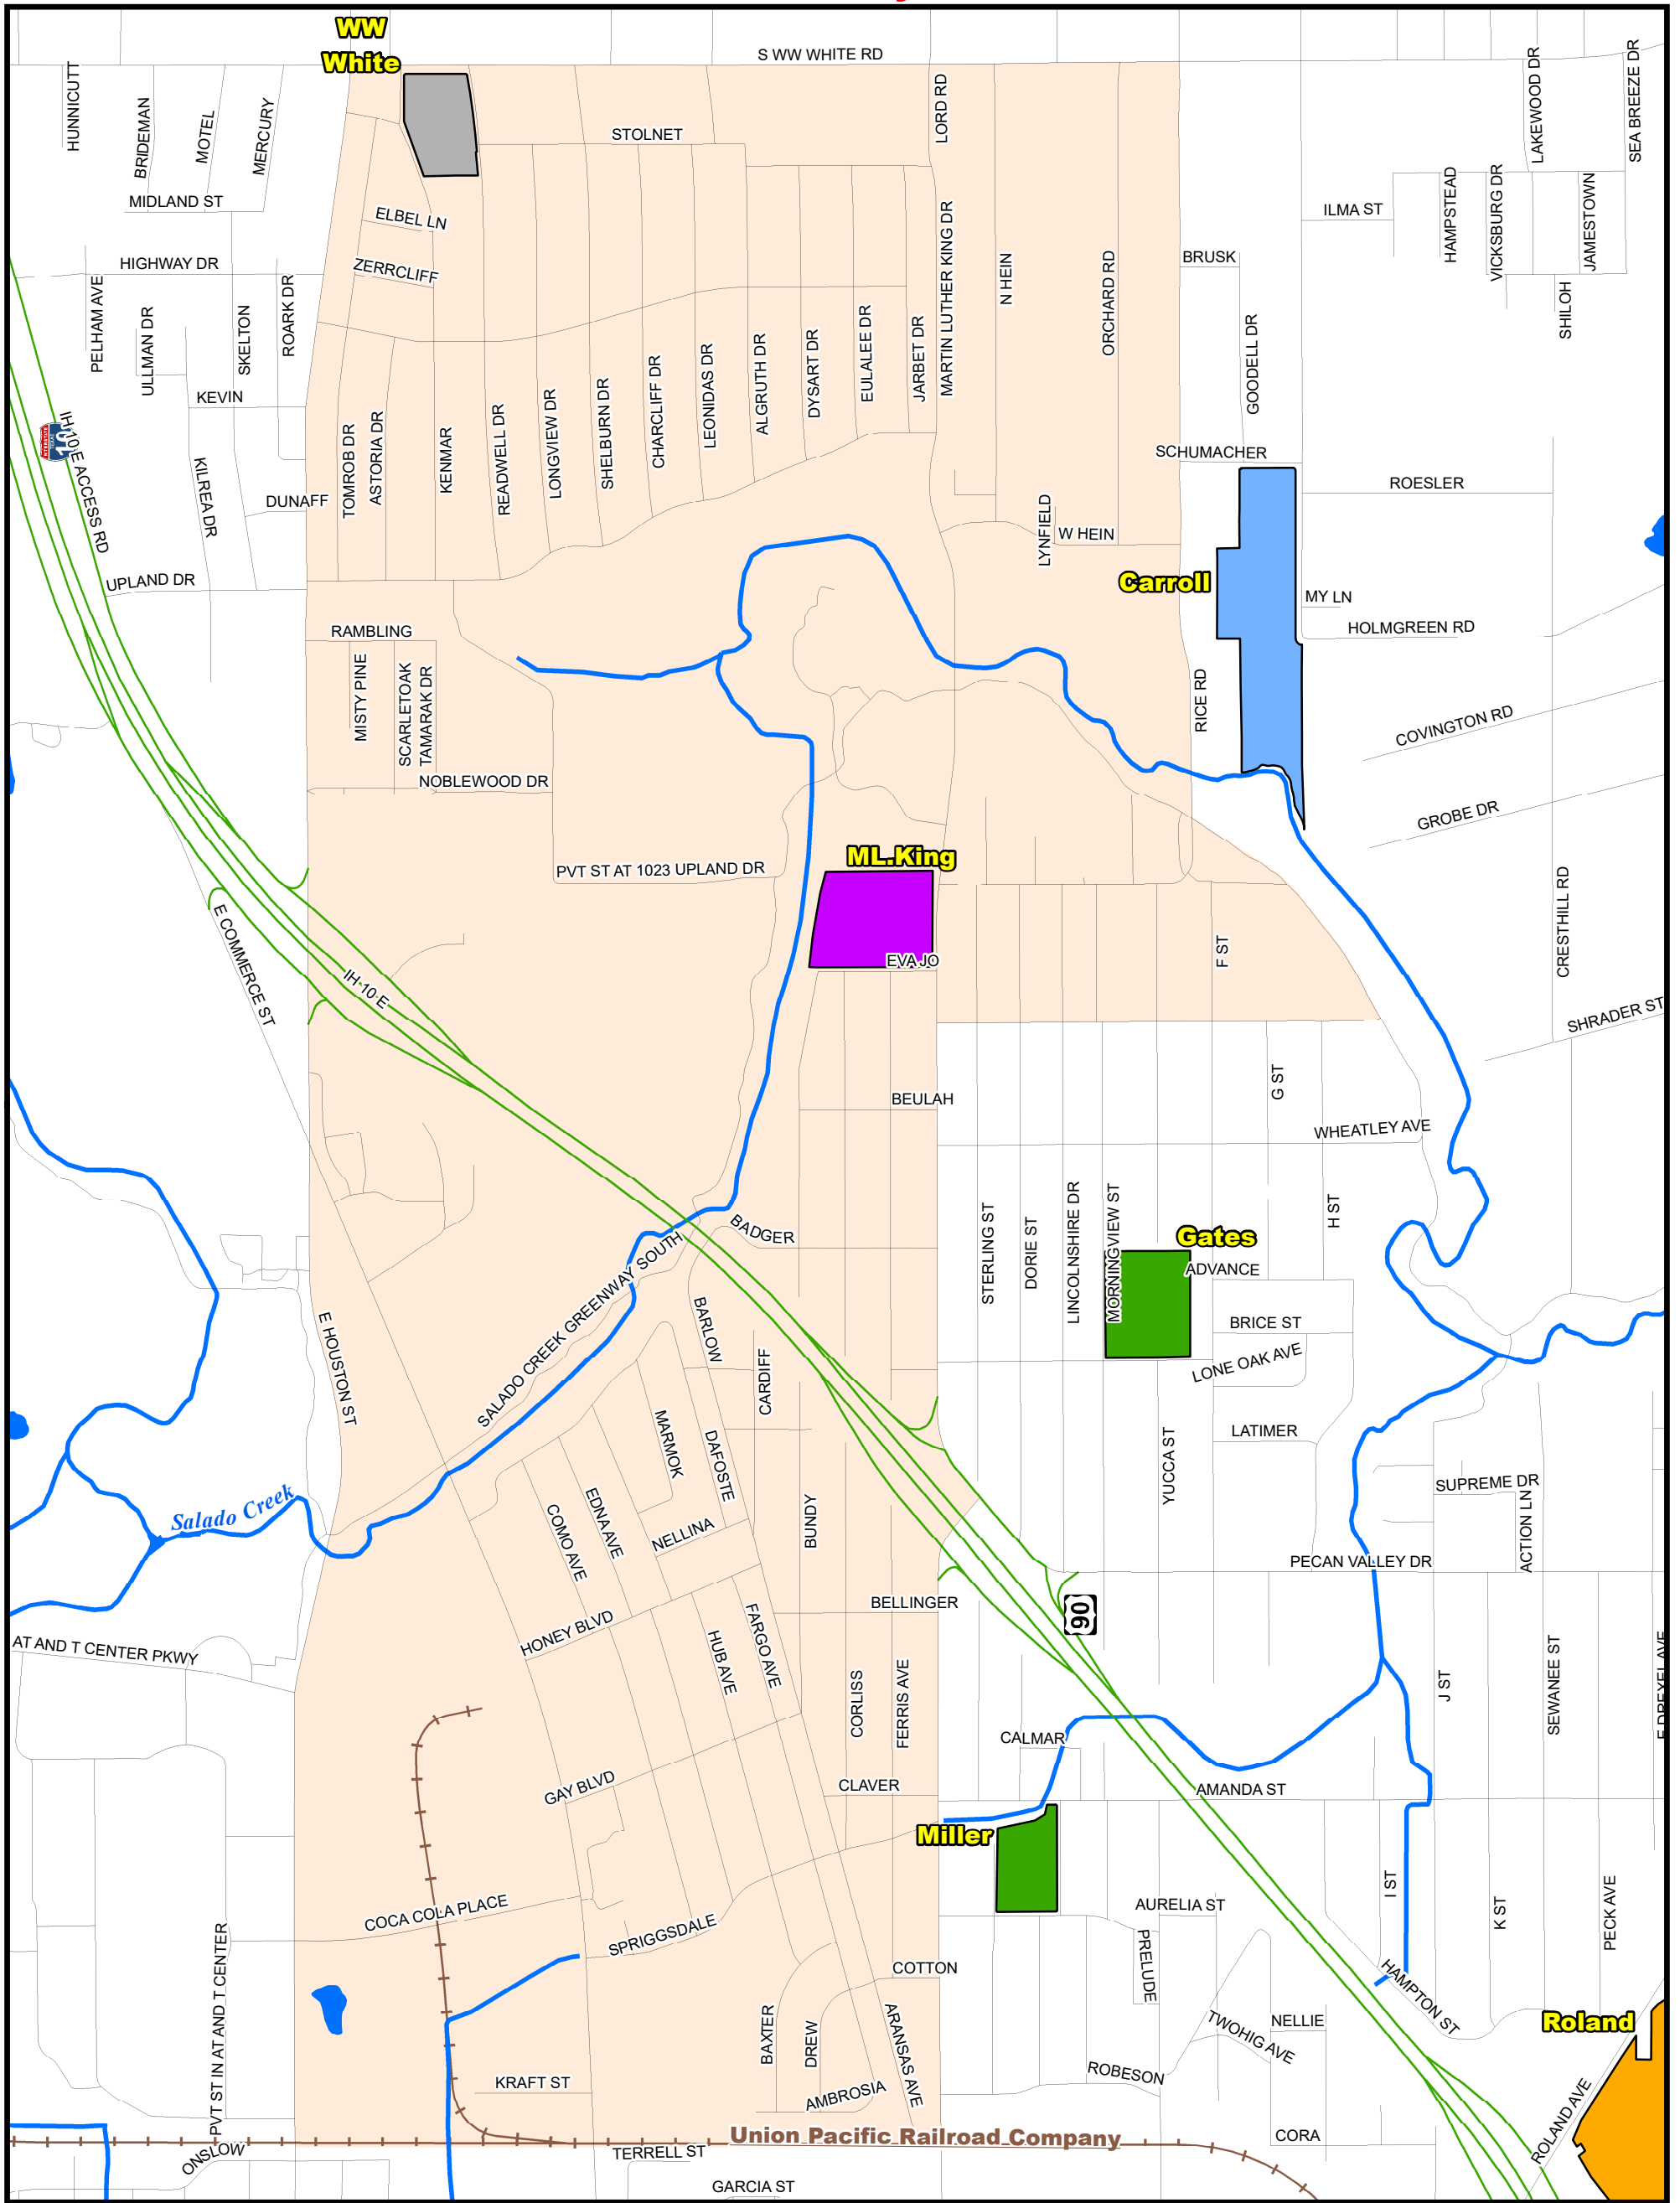 WW
White
S WW WHITE RD
HUNNICUTT
BRIDEMAN
MOTEL
MERCURY
STOLNET
LORD RD
LAKEWOOD DR
SEA BREEZE DR
MIDLAND ST
ELBEL LN
ILMA ST
HAMPSTEAD
VICKSBURG DR
JAMESTOWN
HIGHWAY DR
ZERRCLIFF
MARTIN LUTHER KING DR
N HEIN
ORCHARD RD
BRUSK
PELHAM AVE
ULLMAN DR
SKELTON
ROARK DR
SHILOH
GOODELL DR
KEVIN
TOMROB DR
ASTORIA DR
KENMAR
READWELL DR
LONGVIEW DR
SHELBURN DR
CHARCLIFF DR
LEONIDAS DR
ALGRUTH DR
DYSART DR
EULALEE DR
JARBET DR
IH 10 E ACCESS RD
10
KILREA DR
DUNAFF
SCHUMACHER
ROESLER
LYNFIELD
W HEIN
UPLAND DR
Carroll
MY LN
HOLMGREEN RD
RAMBLING
MISTY PINE
SCARLETOAK
TAMARAK DR
RICE RD
COVINGTON RD
NOBLEWOOD DR
GROBE DR
ML.King
PVT ST AT 1023 UPLAND DR
E COMMERCE ST
IH 10 E
EVA JO
F ST
CRESTHILL RD
SHRADER ST
BEULAH
G ST
WHEATLEY AVE
STERLING ST
DORIE ST
LINCOLNSHIRE DR
MORNINGVIEW ST
H ST
Gates
BADGER
SALADO CREEK GREENWAY SOUTH
ADVANCE
BRICE ST
LONE OAK AVE
E HOUSTON ST
BARLOW
CARDIFF
MARMOK
DAFOSTE
YUCCA ST
LATIMER
SUPREME DR
ACTION LN
Salado Creek
EDNA AVE
COMO AVE
NELLINA
BUNDY
PECAN VALLEY DR
BELLINGER
90
AT AND T CENTER PKWY
HONEY BLVD
HUB AVE
FARGO AVE
CORLISS
FERRIS AVE
J ST
SEWANEE ST
E DREXEL AVE
CALMAR
GAY BLVD
CLAVER
AMANDA ST
Miller
COCA COLA PLACE
SPRIGGSDALE
AURELIA ST
PRELUDE
I ST
K ST
PECK AVE
PVT ST IN AT AND T CENTER
COTTON
HAMPTON ST
BAXTER
DREW
ARANSAS AVE
TWOHIG AVE
NELLIE
Roland
KRAFT ST
AMBROSIA
ROBESON
ROLAND AVE
Union Pacific Railroad Company
ONSLOW
TERRELL ST
CORA
GARCIA ST